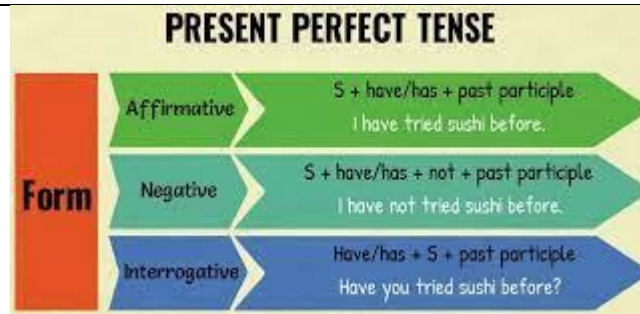 PRESENT PERFECT TENSE
Form
Affirmative
S + have/has + past participle
I have tried sushi before.
Negative
S + have/has + not + past participle
I have not tried sushi before.
Interrogative
Have/has + S + past participle
Have you tried sushi before?